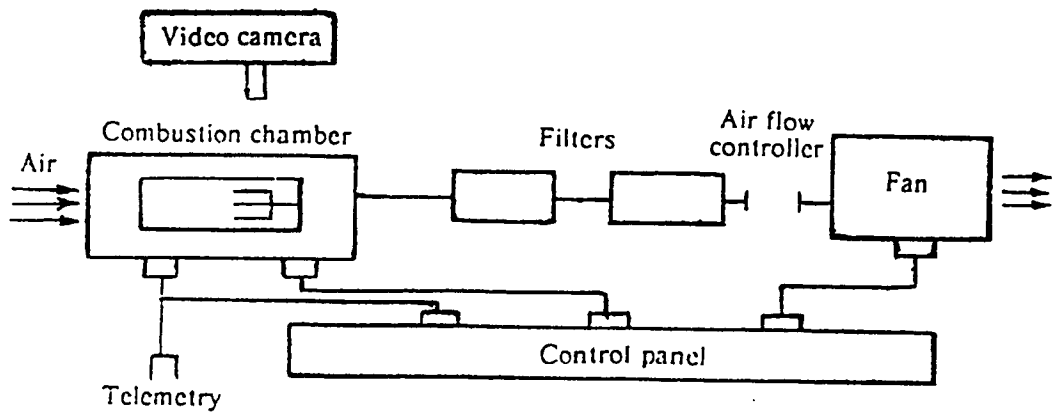 Video camera
Combustion chamber
Filters
Air flow
controller
Air
Fan
Control panel
Telemetry